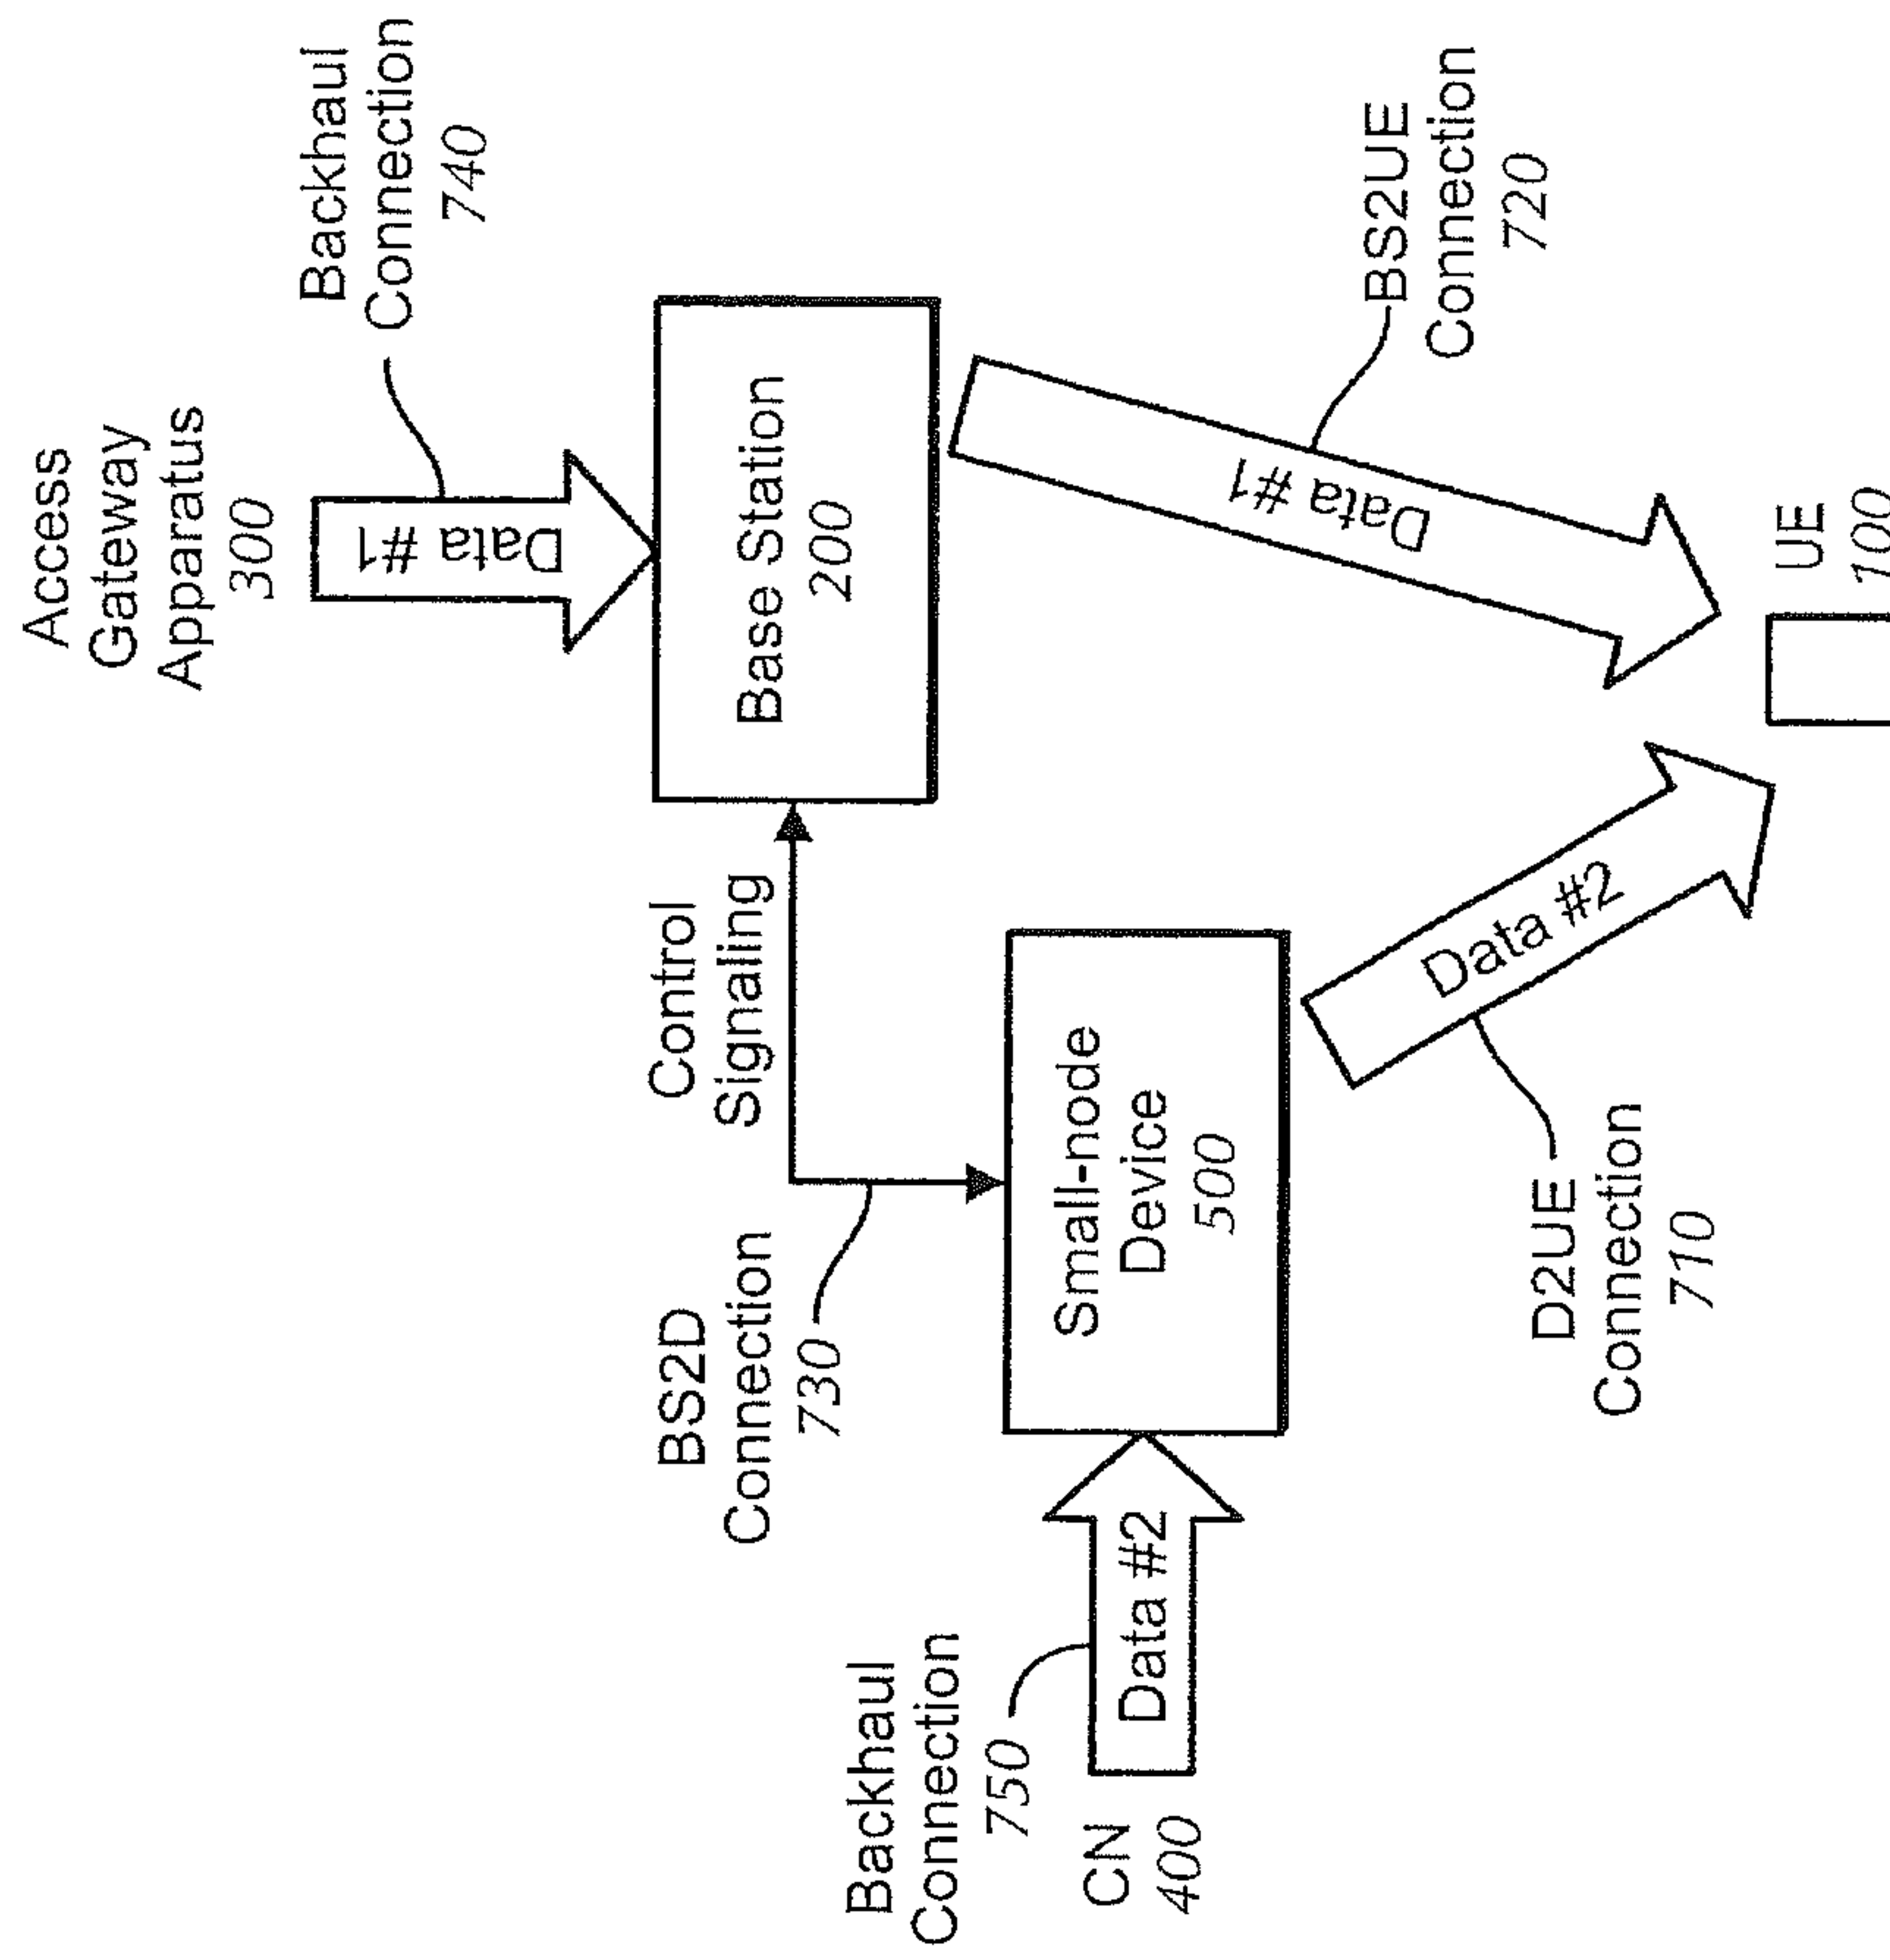 Access
Gateway
Apparatus
300
Backhaul
Connection
740
Data #1
Base Station
200
Control
Signaling
BS2D
Connection
730
Small-node
Device
500
Backhaul
Connection
750
CN
400
Data #2
Data #2
D2UE
Connection
710
Data #1
BS2UE
Connection
720
UE
100